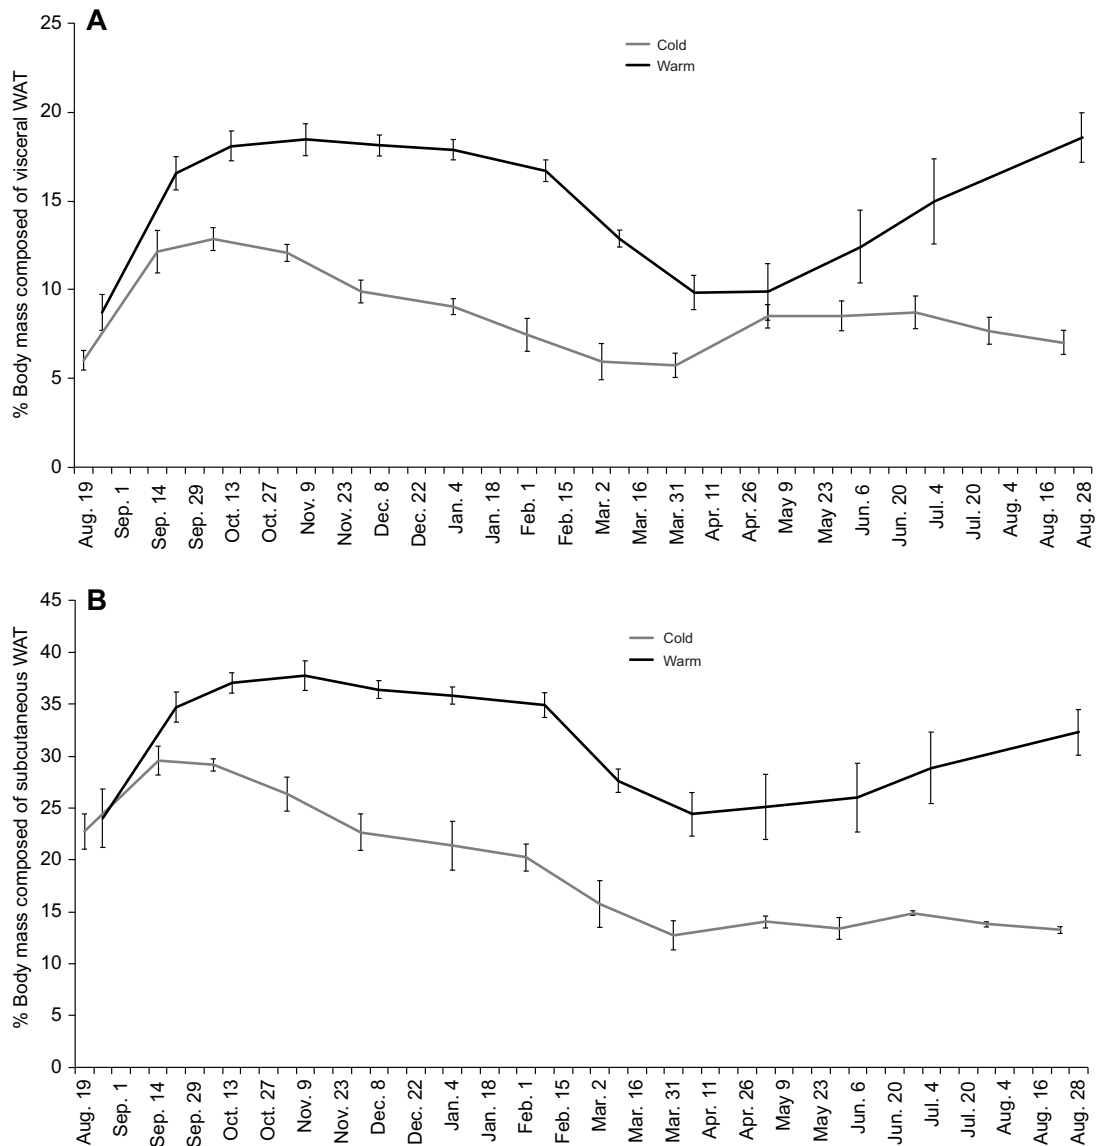 A
Cold
Warm
% Body mass composed of visceral WAT
25
20
15
10
5
0
Aug. 19
Sep. 1
Sep. 14
Sep. 29
Oct. 13
Oct. 27
Nov. 9
Nov. 23
Dec. 8
Dec. 22
Jan. 4
Jan. 18
Feb. 1
Feb. 15
Mar. 2
Mar. 16
Mar. 31
Apr. 11
Apr. 26
May 9
May 23
Jun. 6
Jun. 20
Jul. 4
Jul. 20
Aug. 4
Aug. 16
Aug. 28
B
Cold
Warm
% Body mass composed of subcutaneous WAT
45
40
35
30
25
20
15
10
5
0
Aug. 19
Sep. 1
Sep. 14
Sep. 29
Oct. 13
Oct. 27
Nov. 9
Nov. 23
Dec. 8
Dec. 22
Jan. 4
Jan. 18
Feb. 1
Feb. 15
Mar. 2
Mar. 16
Mar. 31
Apr. 11
Apr. 26
May 9
May 23
Jun. 6
Jun. 20
Jul. 4
Jul. 20
Aug. 4
Aug. 16
Aug. 28